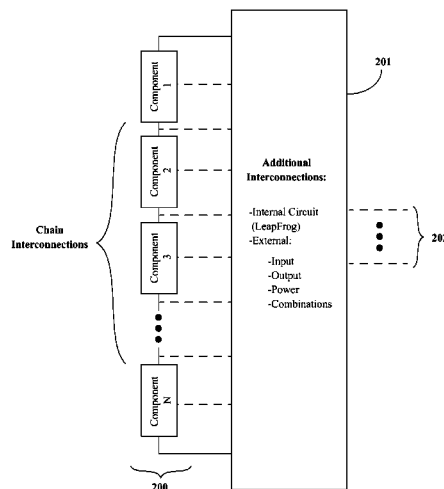 201
Component
1
Component
2
Component
3
Component
N
Chain
Interconnections
Additional
Interconnections:
-Internal Circuit
(LeapFrog)
-External:
-Input
-Output
-Power
-Combinations
200